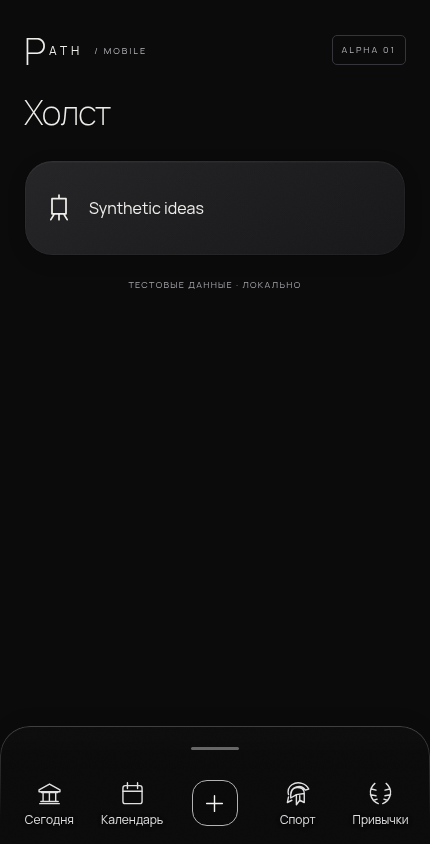 PATH / MOBILE
ALPHA 01
Холст
Synthetic ideas
ТЕСТОВЫЕ ДАННЫЕ · ЛОКАЛЬНО
Сегодня Календарь Спорт Привычки